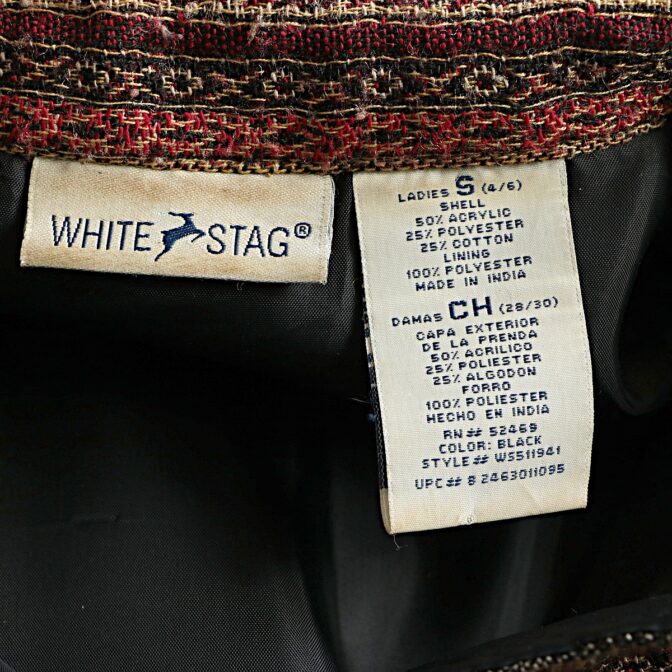 WHITE STAG®
LADIES S (4/6)
SHELL
50% ACRYLIC
25% POLYESTER
25% COTTON
LINING
100% POLYESTER
MADE IN INDIA
DAMAS CH (28/30)
CAPA EXTERIOR
DE LA PRENDA
50% ACRILICO
25% POLIESTER
25% ALGODON
FORRO
100% POLIESTER
HECHO EN INDIA
RN# 52469
COLOR: BLACK
STYLE# WS511941
UPC# 8 2463011095